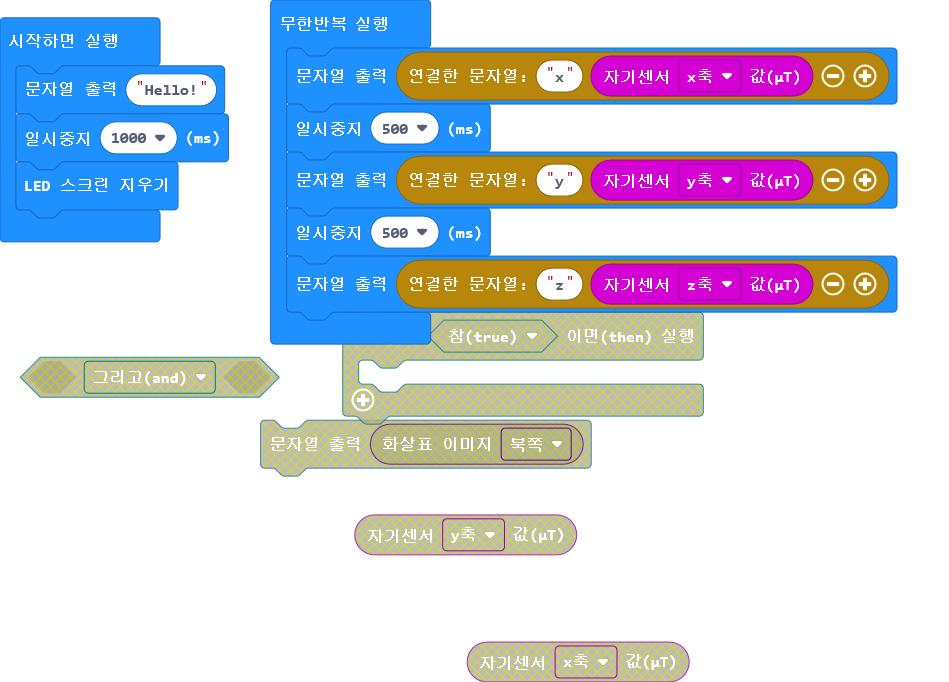 시작하면 실행
문자열 출력 "Hello!"
일시중지 1000 (ms)
LED 스크린 지우기
무한반복 실행
문자열 출력 연결한 문자열: "x" 자기센서 x축 값(μT)
일시중지 500 (ms)
문자열 출력 연결한 문자열: "y" 자기센서 y축 값(μT)
일시중지 500 (ms)
문자열 출력 연결한 문자열: "z" 자기센서 z축 값(μT)
참(true) 이면(then) 실행
그리고(and)
문자열 출력 화살표 이미지 북쪽
자기센서 y축 값(μT)
자기센서 x축 값(μT)